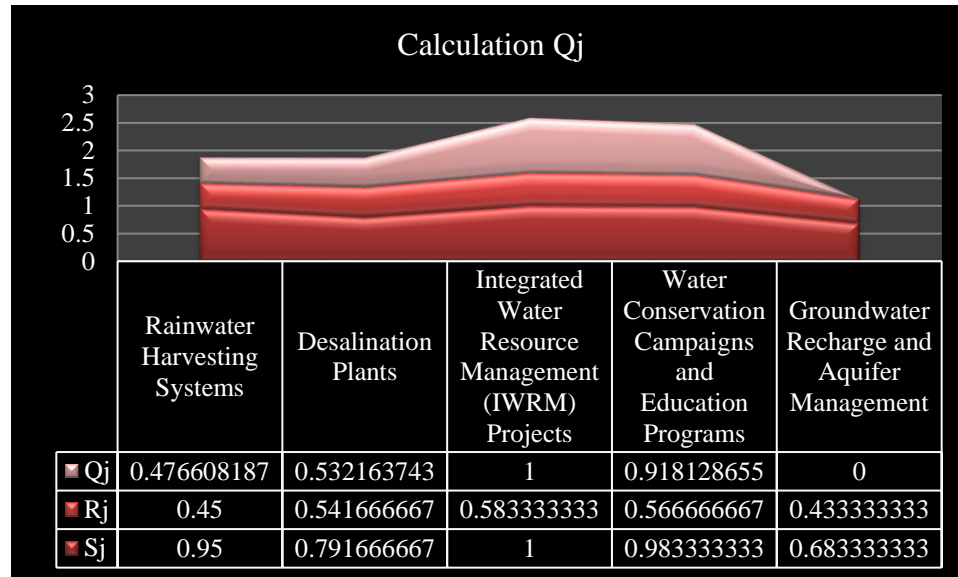 Calculation Qj
3
2.5
2
1.5
1
0.5
0
Rainwater
Harvesting
Systems
Desalination
Plants
Integrated
Water
Resource
Management
(IWRM)
Projects
Water
Conservation
Campaigns
and
Education
Programs
Groundwater
Recharge and
Aquifer
Management
Qj 0.476608187 0.532163743 1 0.918128655 0
Rj 0.45 0.541666667 0.583333333 0.566666667 0.433333333
Sj 0.95 0.791666667 1 0.983333333 0.683333333